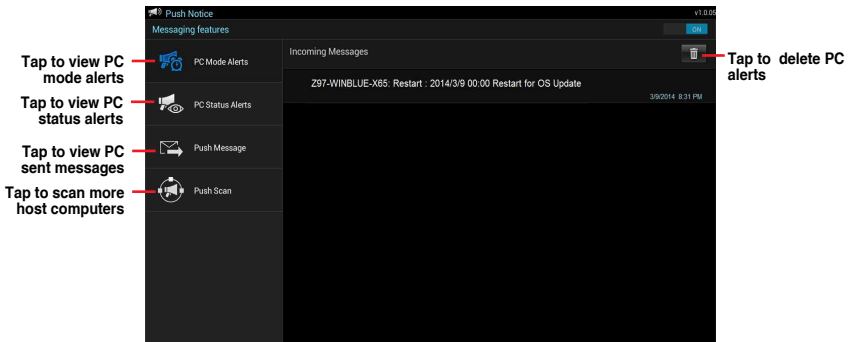 Push Notice
v1.0.05
Messaging features
ON
Tap to view PC
mode alerts
PC Mode Alerts
Incoming Messages
Tap to delete PC
alerts
Z97-WINBLUE-X65: Restart : 2014/3/9 00:00 Restart for OS Update
3/9/2014 8:31 PM
Tap to view PC
status alerts
PC Status Alerts
Tap to view PC
sent messages
Push Message
Tap to scan more
host computers
Push Scan